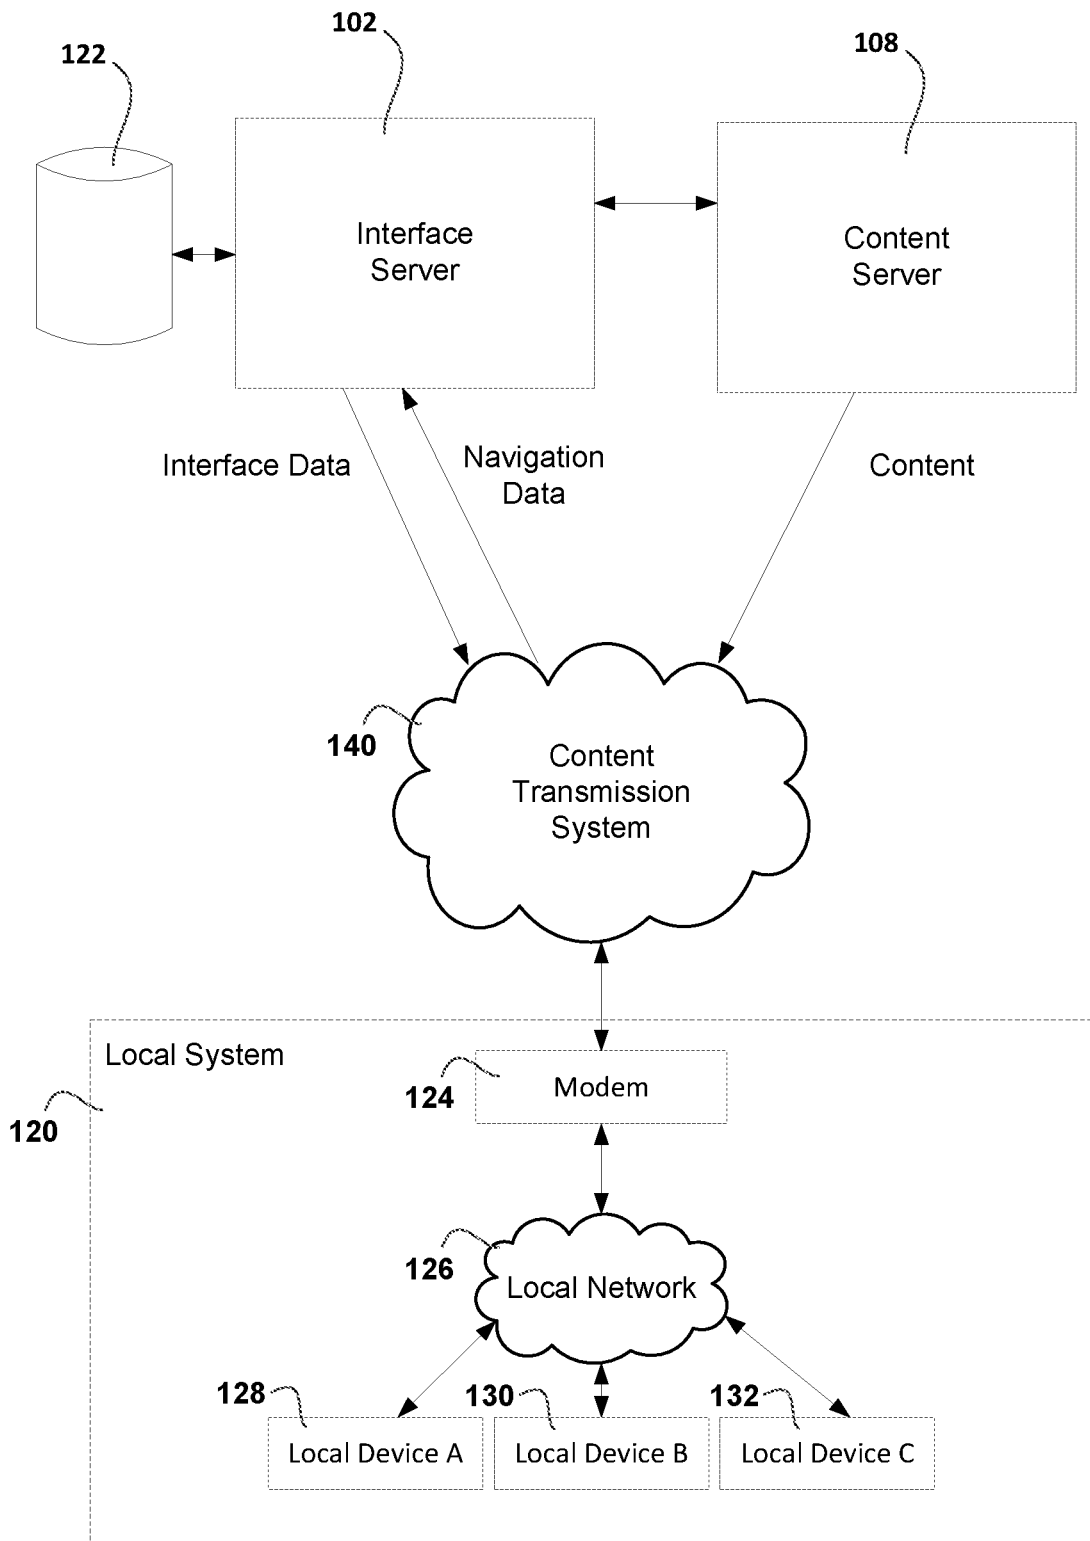 102
108
122
Interface
Server
Content
Server
Interface Data
Navigation
Data
Content
140
Content
Transmission
System
Local System
124
Modem
120
126
Local Network
128
130
132
Local Device A
Local Device B
Local Device C